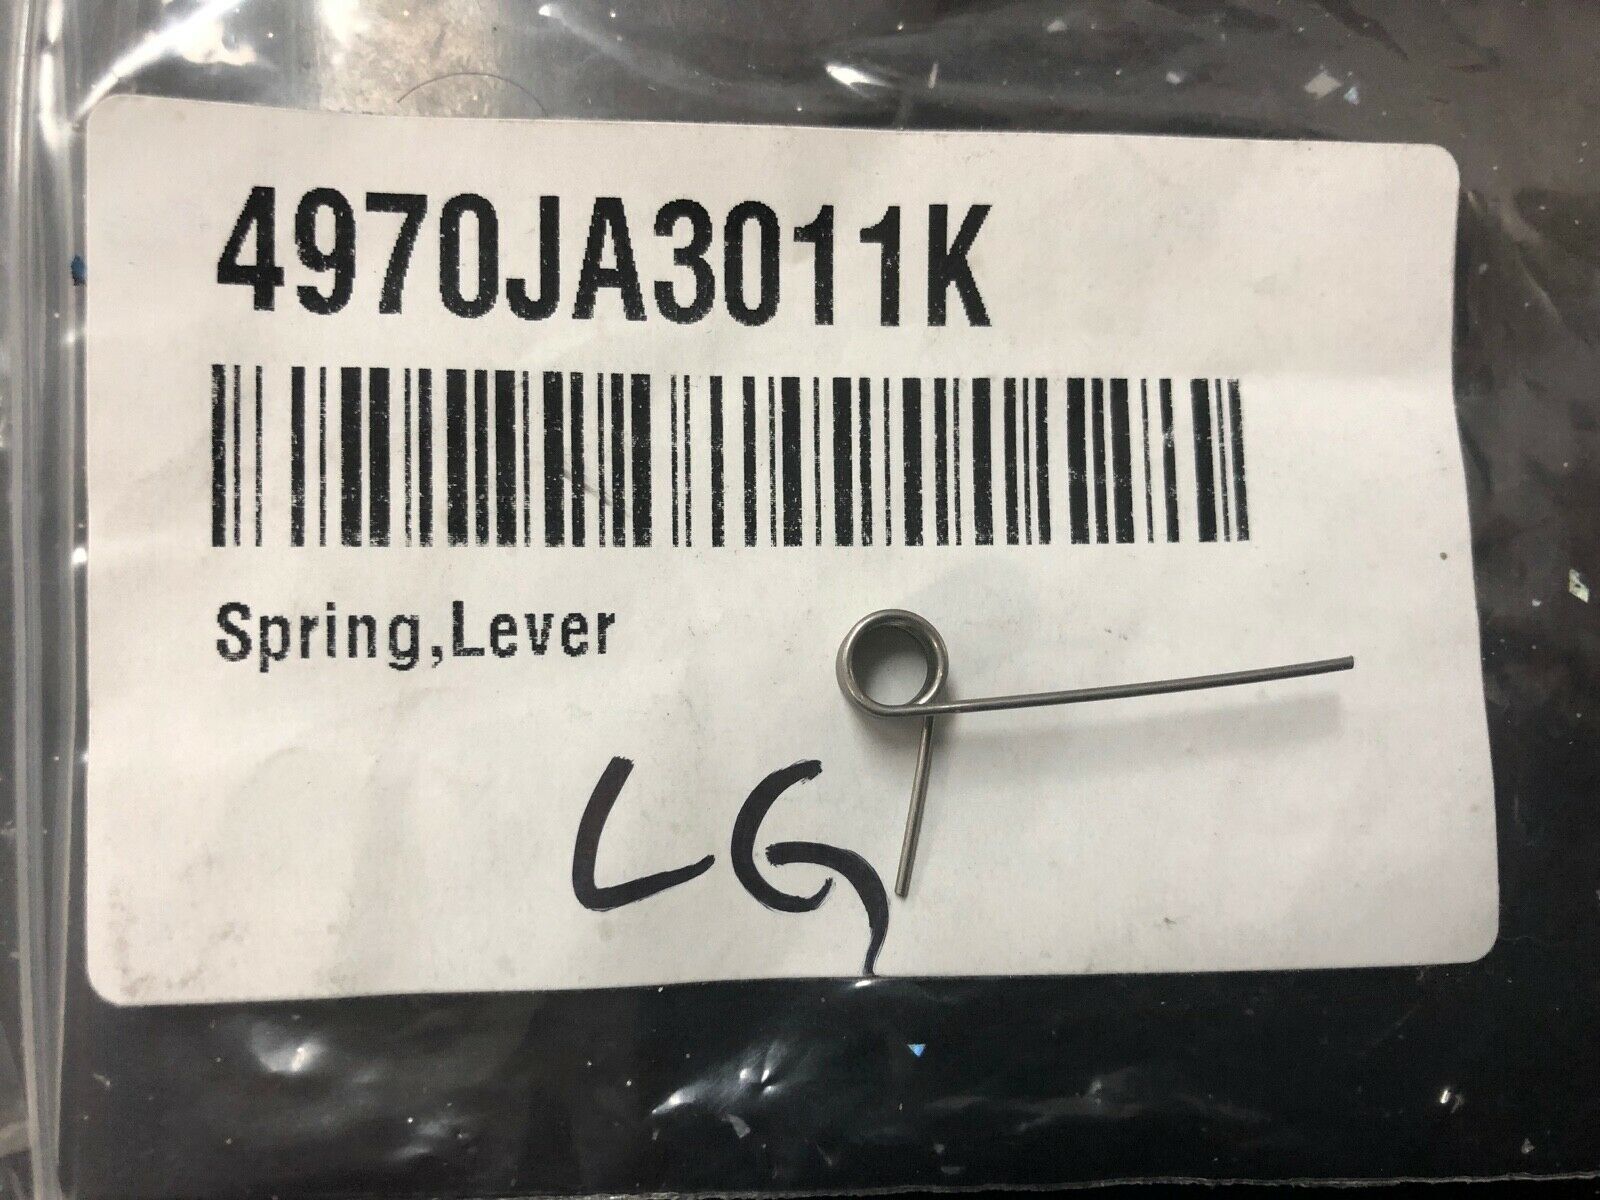 4970JA3011K
Spring,Lever
LG